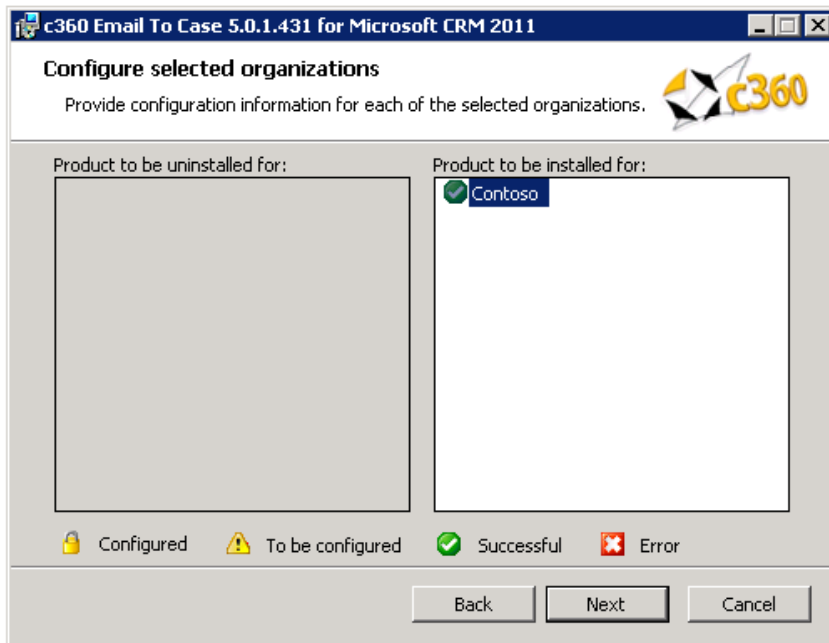 c360 Email To Case 5.0.1.431 for Microsoft CRM 2011
Configure selected organizations
Provide configuration information for each of the selected organizations.
c360
Product to be uninstalled for:
Product to be installed for:
Contoso
Configured
To be configured
Successful
Error
Back
Next
Cancel